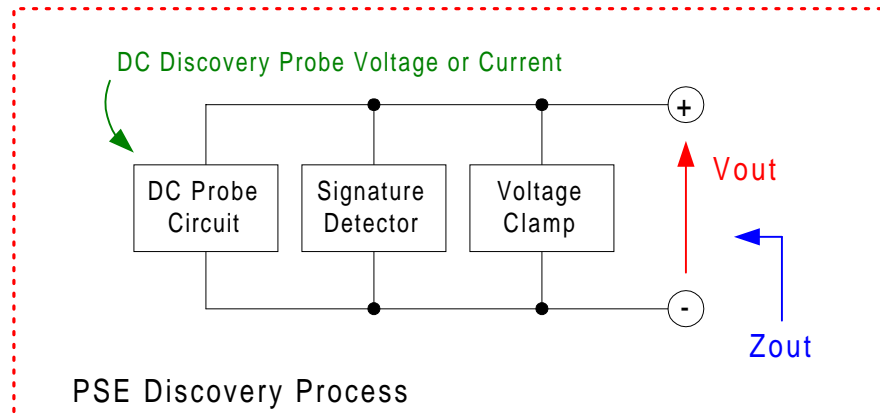 DC Discovery Probe Voltage or Current
+
DC Probe
Circuit
Signature
Detector
Voltage
Clamp
Vout
-
Zout
PSE Discovery Process